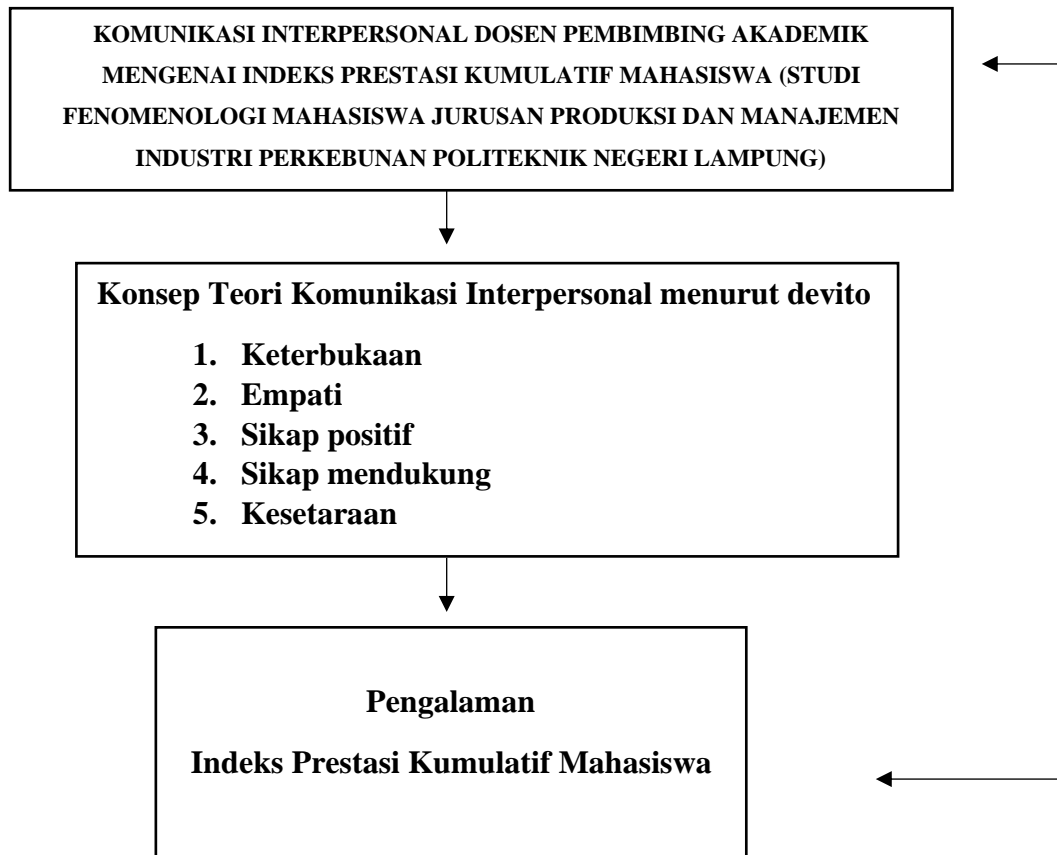 KOMUNIKASI INTERPERSONAL DOSEN PEMBIMBING AKADEMIK
MENGENAI INDEKS PRESTASI KUMULATIF MAHASISWA (STUDI
FENOMENOLOGI MAHASISWA JURUSAN PRODUKSI DAN MANAJEMEN
INDUSTRI PERKEBUNAN POLITEKNIK NEGERI LAMPUNG)
Konsep Teori Komunikasi Interpersonal menurut devito
1. Keterbukaan
2. Empati
3. Sikap positif
4. Sikap mendukung
5. Kesetaraan
Pengalaman
Indeks Prestasi Kumulatif Mahasiswa